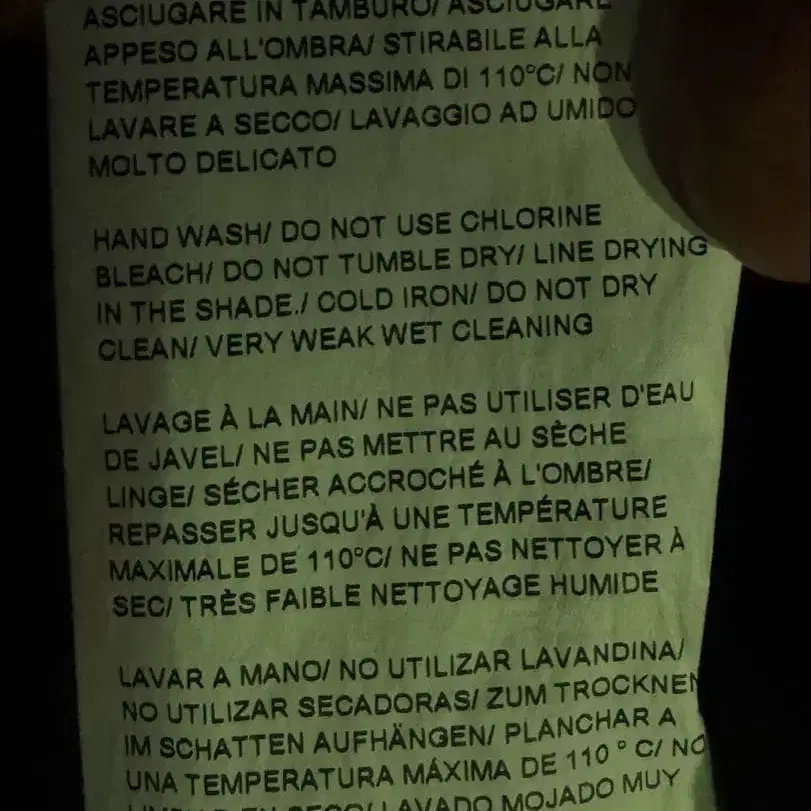 ASCIUGARE IN TAMBURO/ ASCIUGARE
APPESO ALL'OMBRA/ STIRABILE ALLA
TEMPERATURA MASSIMA DI 110°C/ NON
LAVARE A SECCO/ LAVAGGIO AD UMIDO
MOLTO DELICATO
HAND WASH/ DO NOT USE CHLORINE
BLEACH/ DO NOT TUMBLE DRY/ LINE DRYING
IN THE SHADE./ COLD IRON/ DO NOT DRY
CLEAN/ VERY WEAK WET CLEANING
LAVAGE À LA MAIN/ NE PAS UTILISER D'EAU
DE JAVEL/ NE PAS METTRE AU SÈCHE
LINGE/ SÉCHER ACCROCHÉ À L'OMBRE/
REPASSER JUSQU'À UNE TEMPÉRATURE
MAXIMALE DE 110°C/ NE PAS NETTOYER À
SEC/ TRÈS FAIBLE NETTOYAGE HUMIDE
LAVAR A MANO/ NO UTILIZAR LAVANDINA/
NO UTILIZAR SECADORAS/ ZUM TROCKNEN
IM SCHATTEN AUFHÄNGEN/ PLANCHAR A
UNA TEMPERATURA MÁXIMA DE 110 ° C/ NO
LAVADO MOJADO MUY